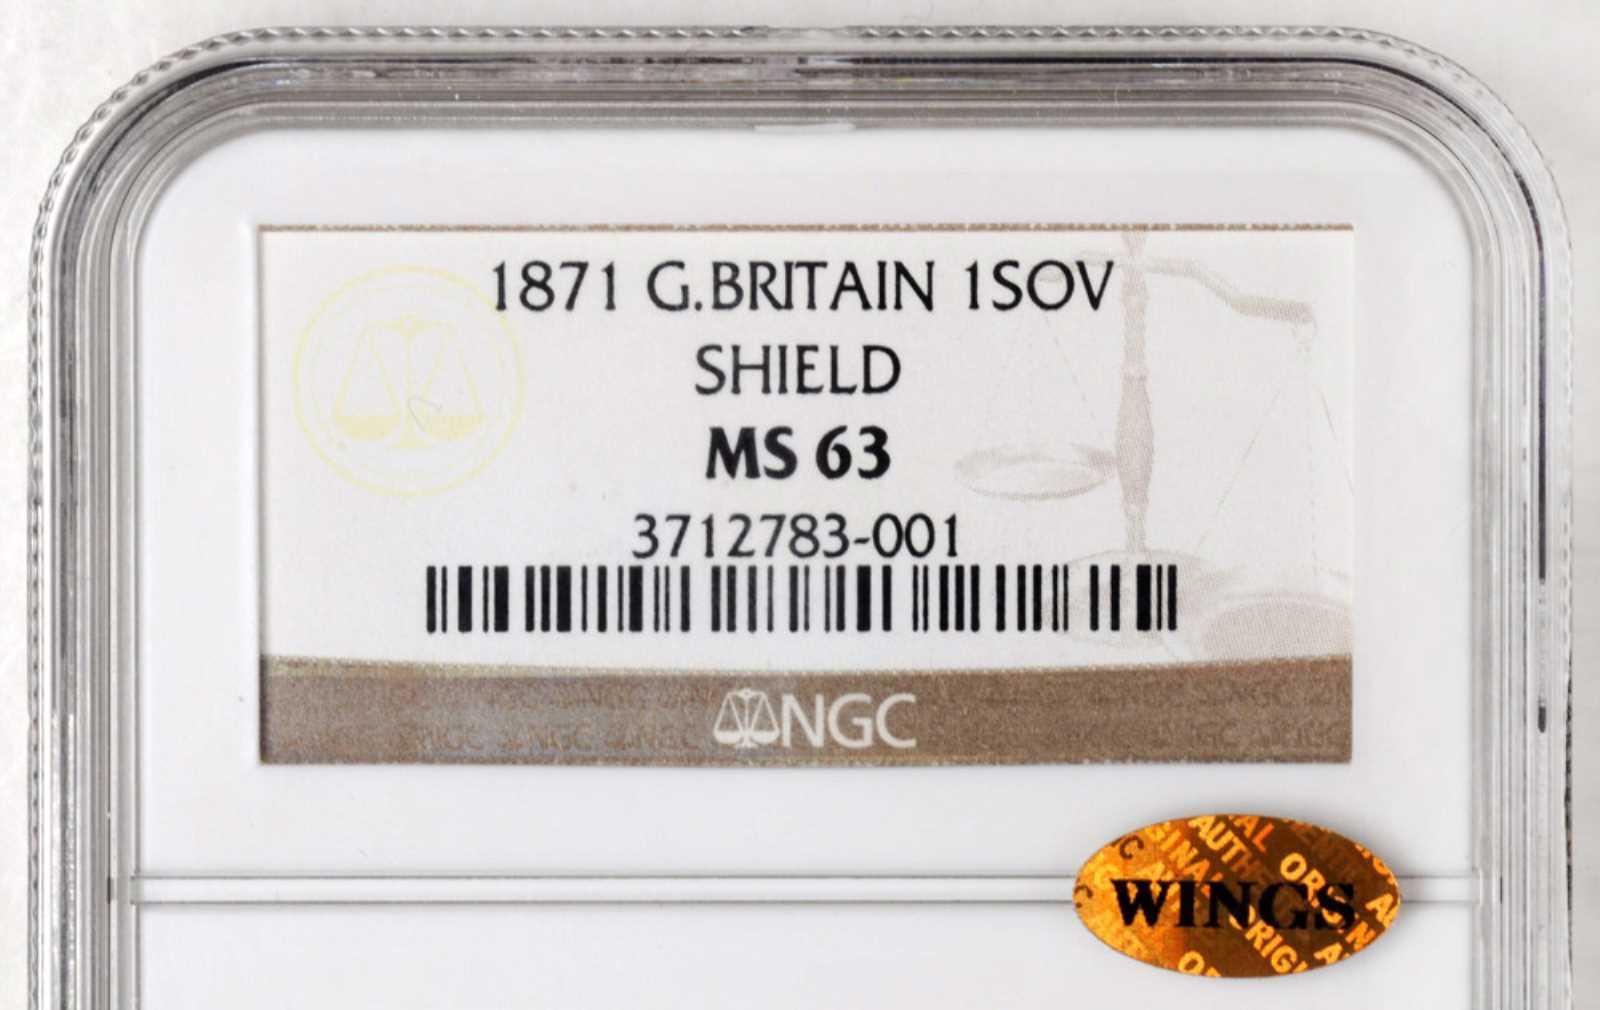 1871 G.BRITAIN 1SOV
SHIELD
MS 63
3712783-001
NGC
WINGS